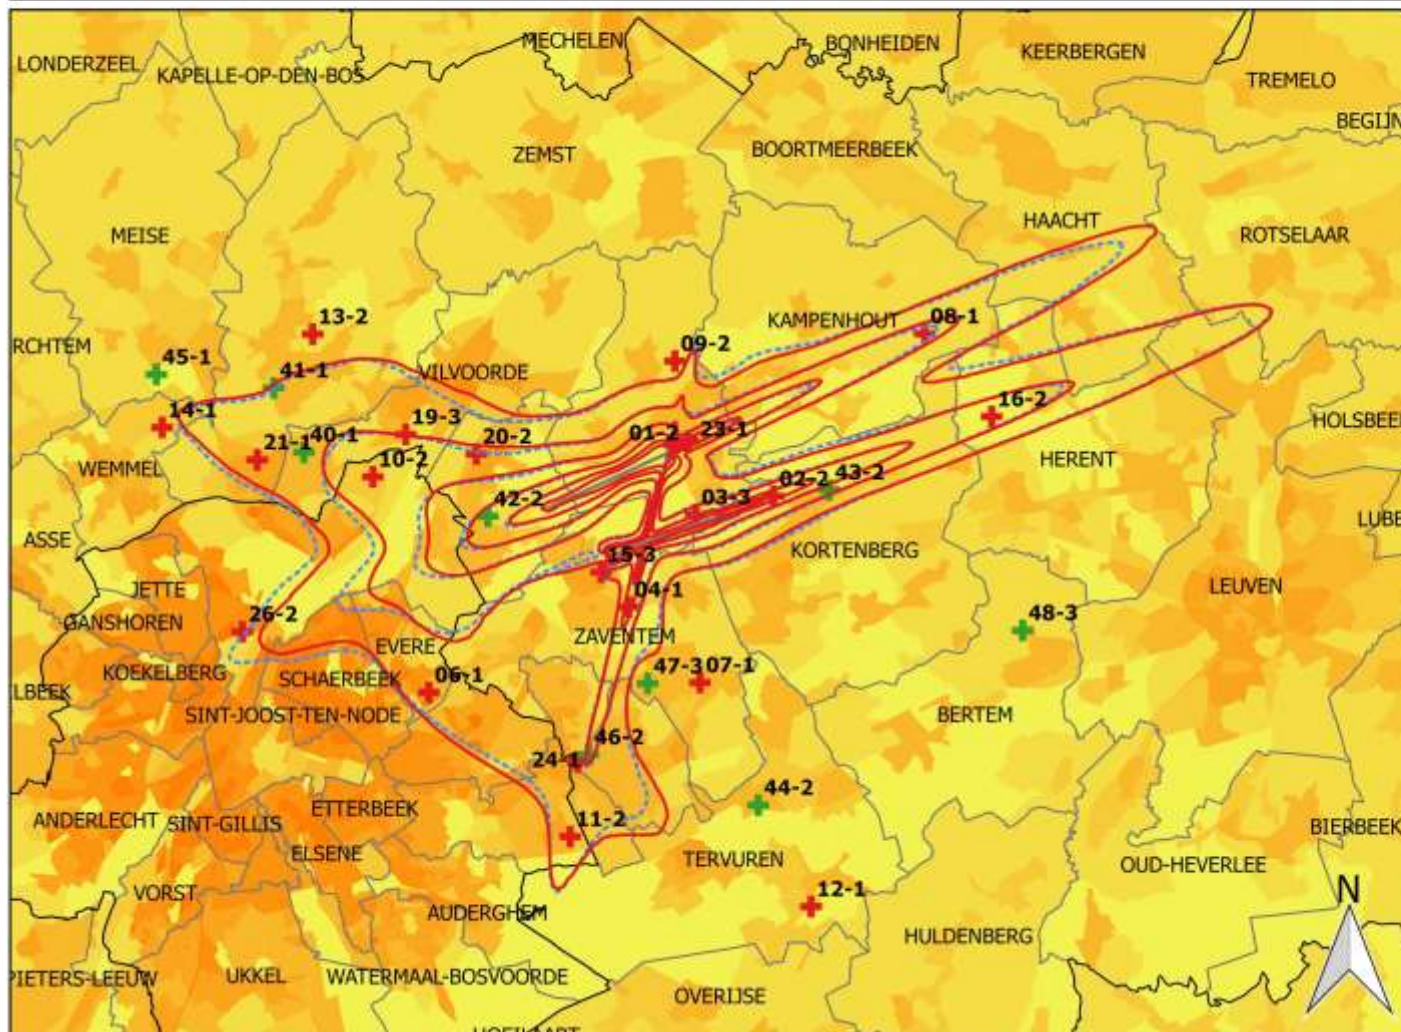 MECHELEN
BONHEIDEN
KEERBERGEN
LONDERZEEL
KAPELLE-OP-DEN-BOS
TREMELO
BEGIJN
ZEMST
BOORTMEERBEEK
HAACHT
MEISE
ROTSELAAR
13-2
KAMPENHOUT
08-1
RCHTEM
45-1
09-2
41-1
VILVOORDE
14-1
19-3
16-2
HOLSBEE
21-1
40-1
01-2
23-1
WEMMEL
10-2
20-2
HERENT
42-2
03-3
02-2
43-2
LUBB
ASSE
15-3
KORTENBERG
JETTE
04-1
LEUVEN
GANSHOREN
26-2
ZAVENTEM
48-3
EVERE
KOEKELBERG
SCHAERBEEK
06-1
47-3
07-1
LBEEK
SINT-JOOST-TEN-NODE
BERTEM
24-1
46-2
44-2
ETTERBEEK
ANDERLECHT
SINT-GILLIS
11-2
BIERBEEK
ELSENE
TERVUREN
OUD-HEVERLEE
VORST
12-1
N
AUDERGHEM
HULDENBERG
PIETERS-LEEUW
UKKEL
WATERMAAL-BOSVOORDE
OVERIJSE
HOEILAART